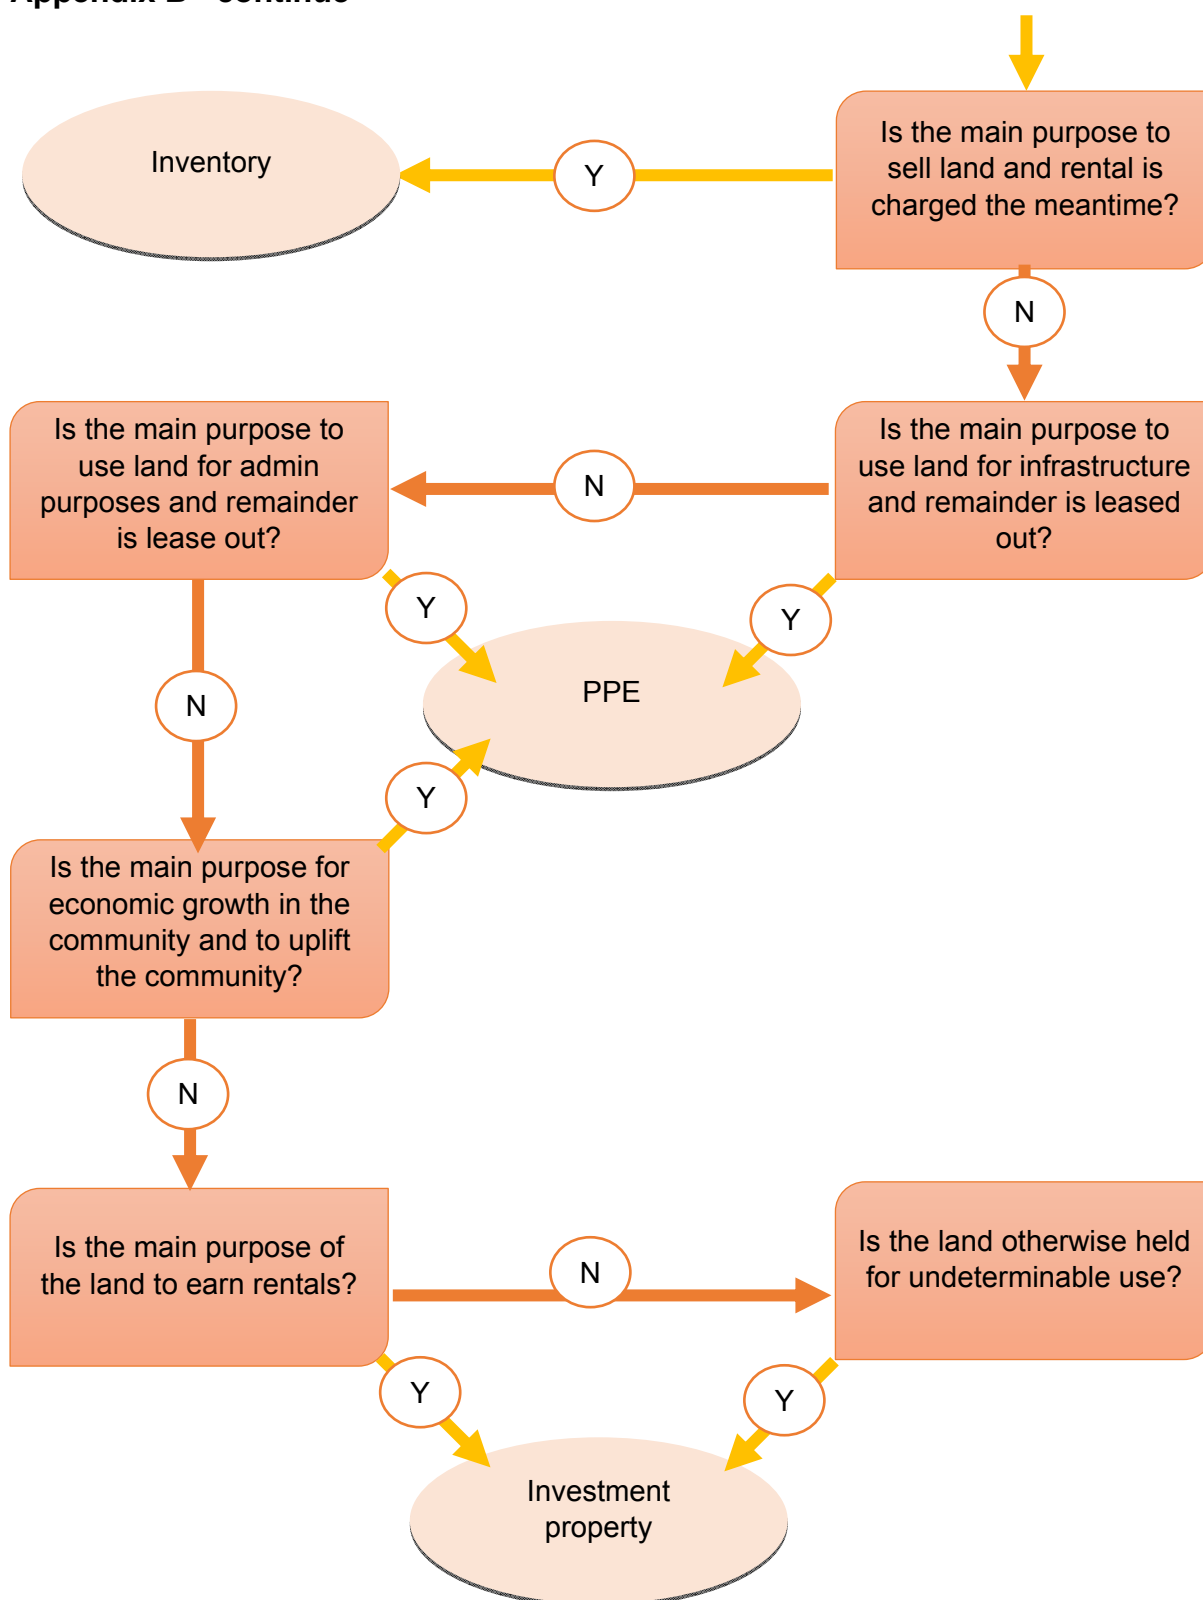 Appendix B - continue
Inventory
Y
Is the main purpose to
sell land and rental is
charged the meantime?
N
Is the main purpose to
use land for admin
purposes and remainder
is lease out?
N
Is the main purpose to
use land for infrastructure
and remainder is leased
out?
Y
Y
PPE
N
Y
Is the main purpose for
economic growth in the
community and to uplift
the community?
N
Is the main purpose of
the land to earn rentals?
N
Is the land otherwise held
for undeterminable use?
Y
Y
Investment
property